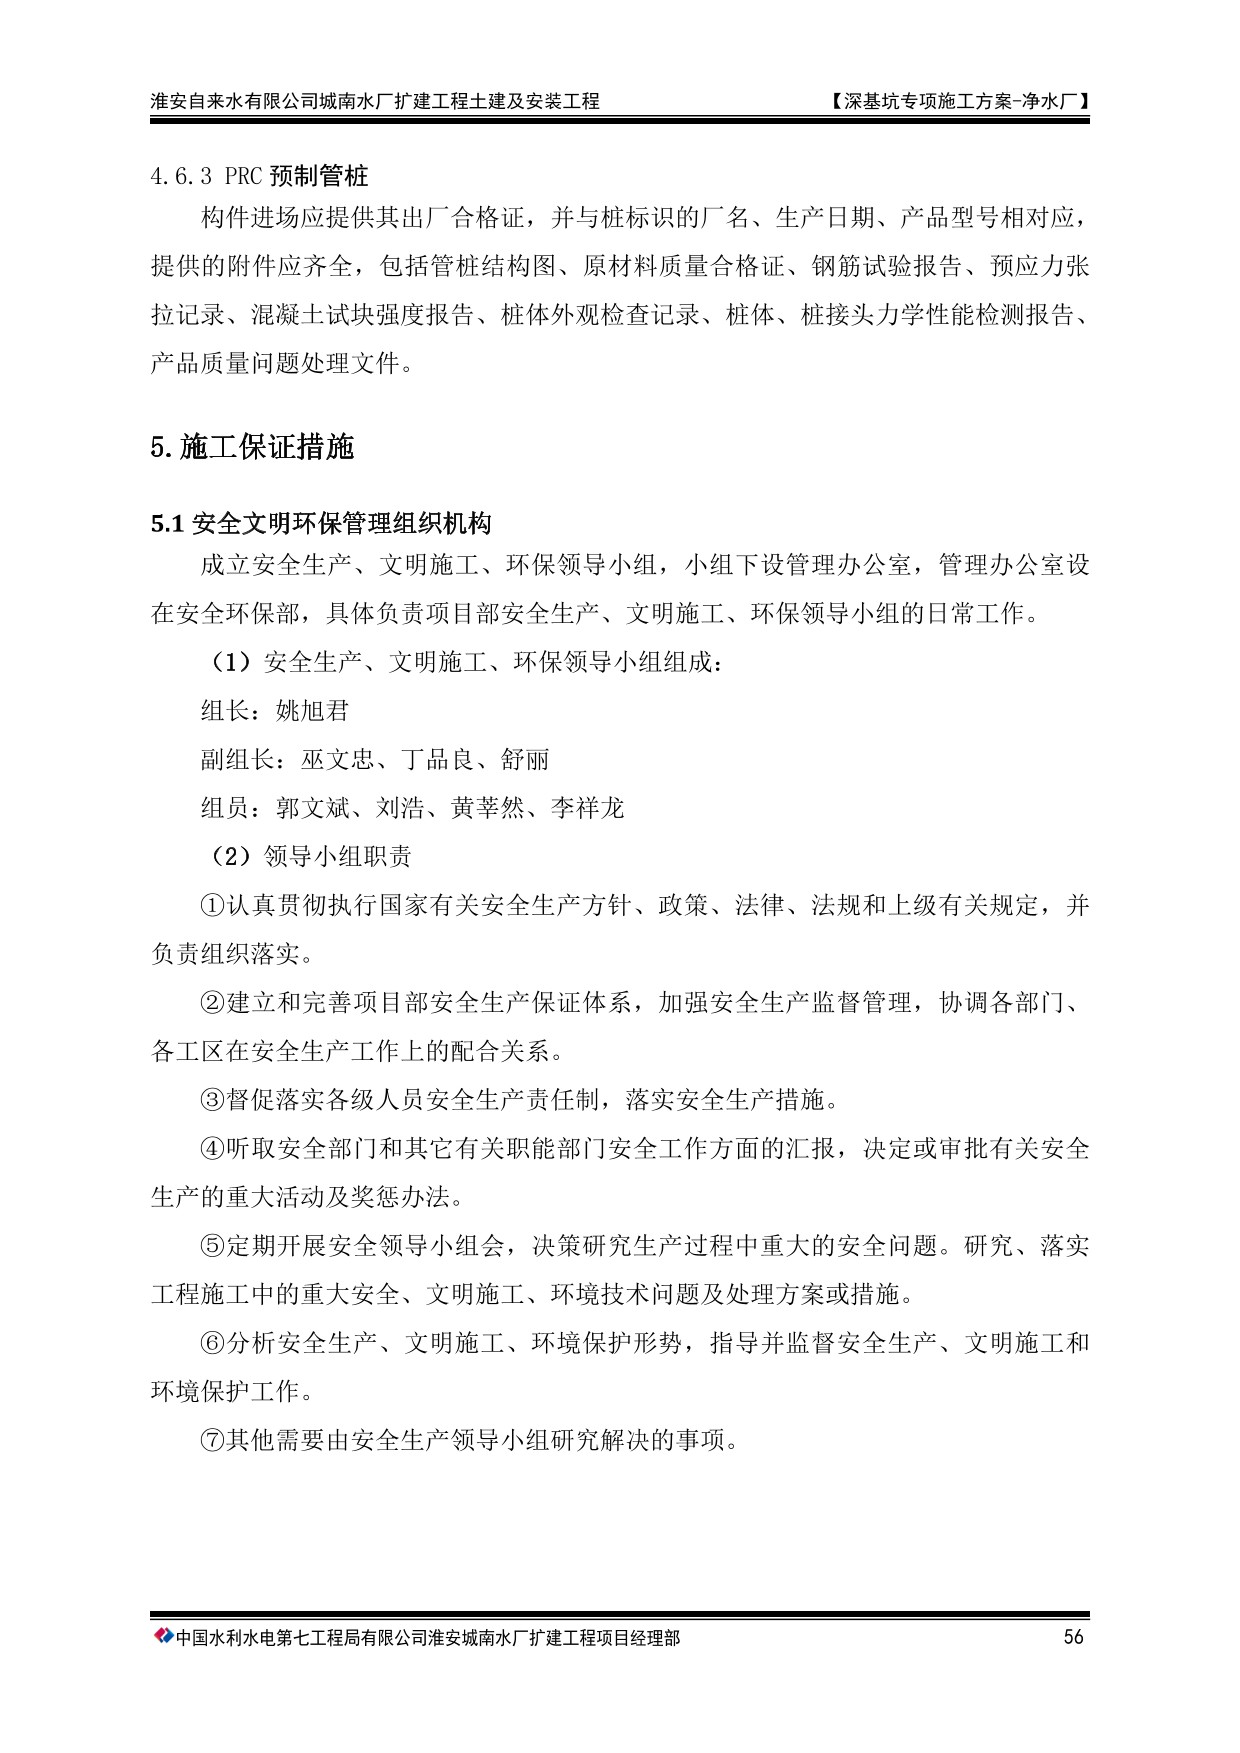 淮安自来水有限公司城南水厂扩建工程土建及安装工程 【深基坑专项施工方案-净水厂】
4.6.3 PRC 预制管桩
构件进场应提供其出厂合格证，并与桩标识的厂名、生产日期、产品型号相对应，
提供的附件应齐全，包括管桩结构图、原材料质量合格证、钢筋试验报告、预应力张
拉记录、混凝土试块强度报告、桩体外观检查记录、桩体、桩接头力学性能检测报告、
产品质量问题处理文件。
5. 施工保证措施
5.1 安全文明环保管理组织机构
成立安全生产、文明施工、环保领导小组，小组下设管理办公室，管理办公室设
在安全环保部，具体负责项目部安全生产、文明施工、环保领导小组的日常工作。
（1）安全生产、文明施工、环保领导小组组成：
组长：姚旭君
副组长：巫文忠、丁品良、舒丽
组员：郭文斌、刘浩、黄莘然、李祥龙
（2）领导小组职责
①认真贯彻执行国家有关安全生产方针、政策、法律、法规和上级有关规定，并
负责组织落实。
②建立和完善项目部安全生产保证体系，加强安全生产监督管理，协调各部门、
各工区在安全生产工作上的配合关系。
③督促落实各级人员安全生产责任制，落实安全生产措施。
④听取安全部门和其它有关职能部门安全工作方面的汇报，决定或审批有关安全
生产的重大活动及奖惩办法。
⑤定期开展安全领导小组会，决策研究生产过程中重大的安全问题。研究、落实
工程施工中的重大安全、文明施工、环境技术问题及处理方案或措施。
⑥分析安全生产、文明施工、环境保护形势，指导并监督安全生产、文明施工和
环境保护工作。
⑦其他需要由安全生产领导小组研究解决的事项。
中国水利水电第七工程局有限公司淮安城南水厂扩建工程项目经理部 56